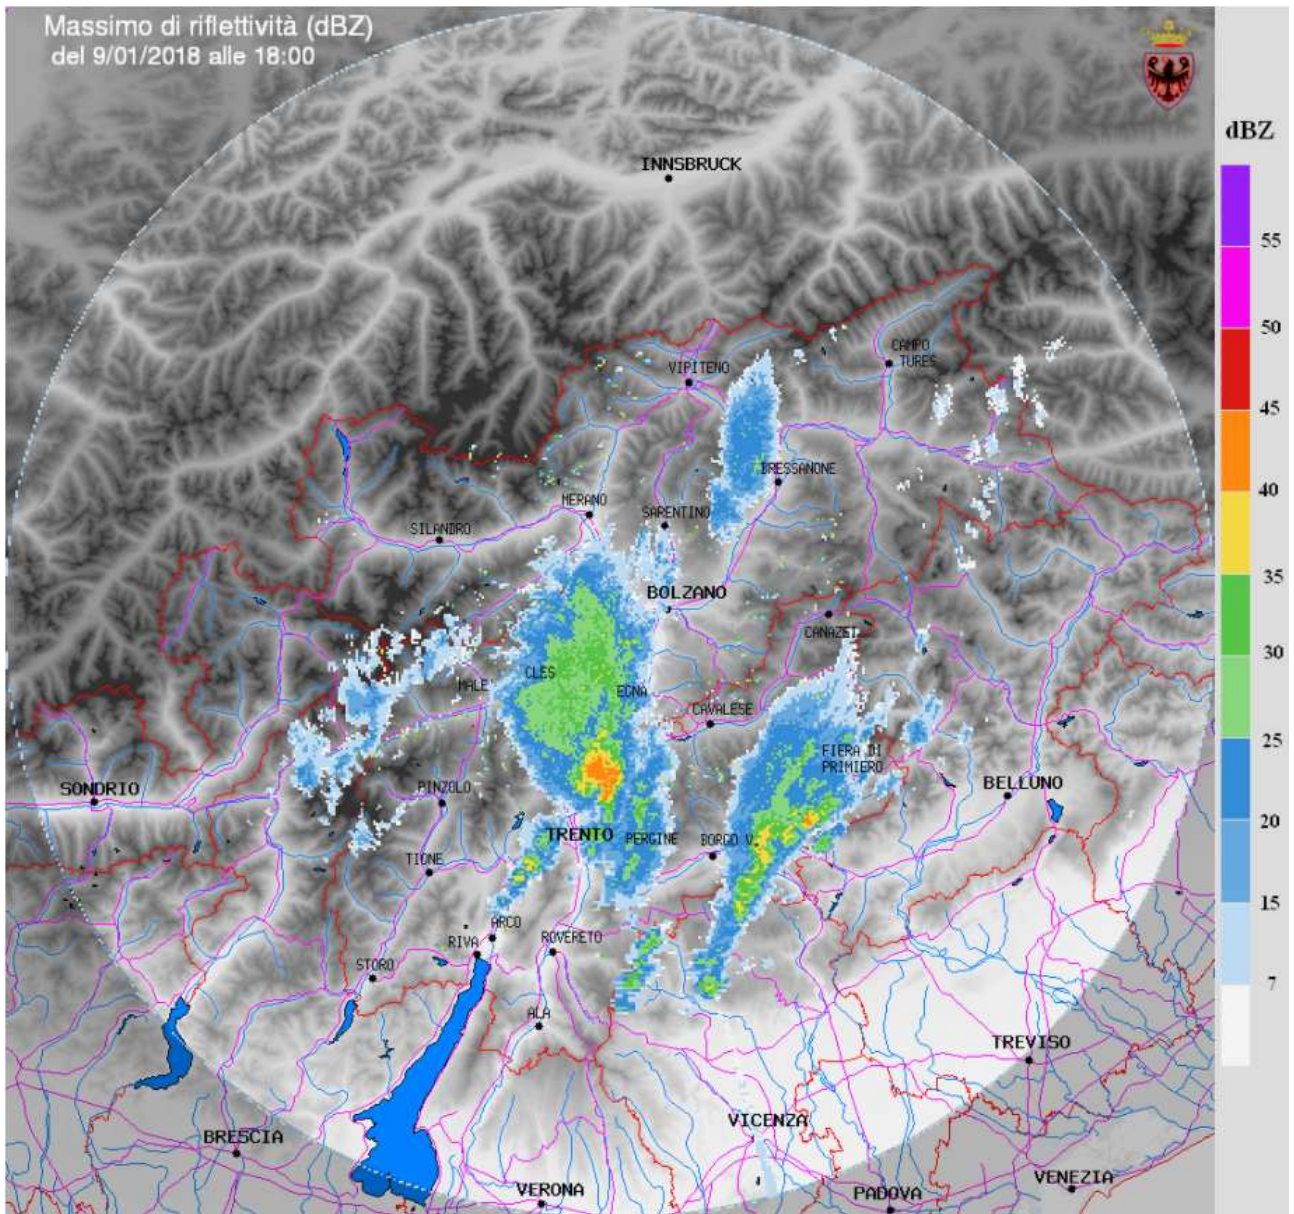 Massimo di riflettività (dBZ)
del 9/01/2018 alle 18:00
dBZ
INNSBRUCK
55
50
CAMPO
TURES
VIPITENO
45
BRESSANONE
40
MERANO
SARENTINO
SILANDRO
35
BOLZANO
CANAZEI
30
CLES
MALE'
EGNA
CAVALESE
25
FIERA DI
PRIMIERO
SONDRIO
PINZOLO
BELLUNO
20
TRENTO
PERGINE
BORGO V.
TIONE
15
ARCO
RIVA
ROVERETO
STORO
7
ALA
TREVISO
VICENZA
BRESCIA
VENEZIA
VERONA
PADOVA